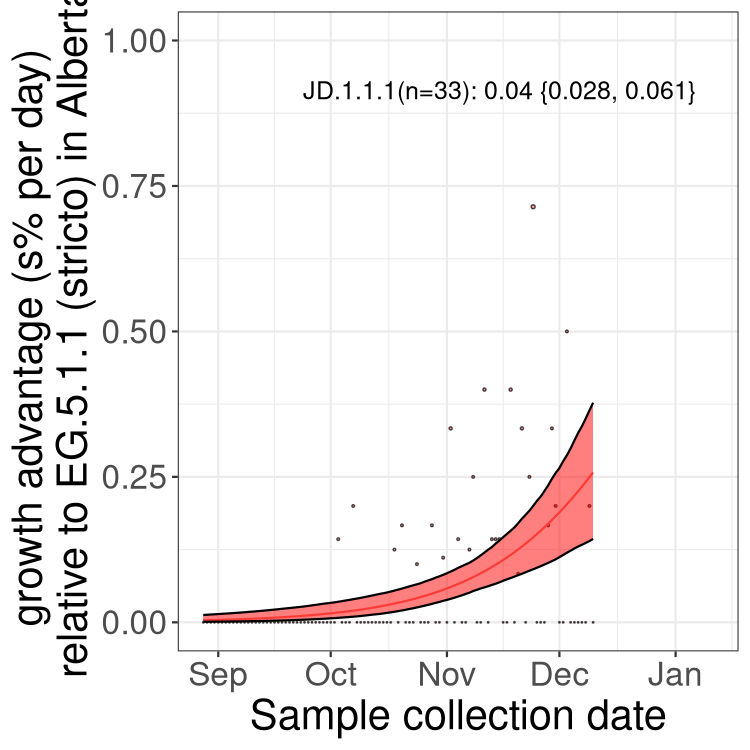 growth advantage (s% per day)
relative to EG.5.1.1 (stricto) in Alberta
1.00
0.75
0.50
0.25
0.00
JD.1.1.1(n=33): 0.04 {0.028, 0.061}
Sep
Oct
Nov
Dec
Jan
Sample collection date